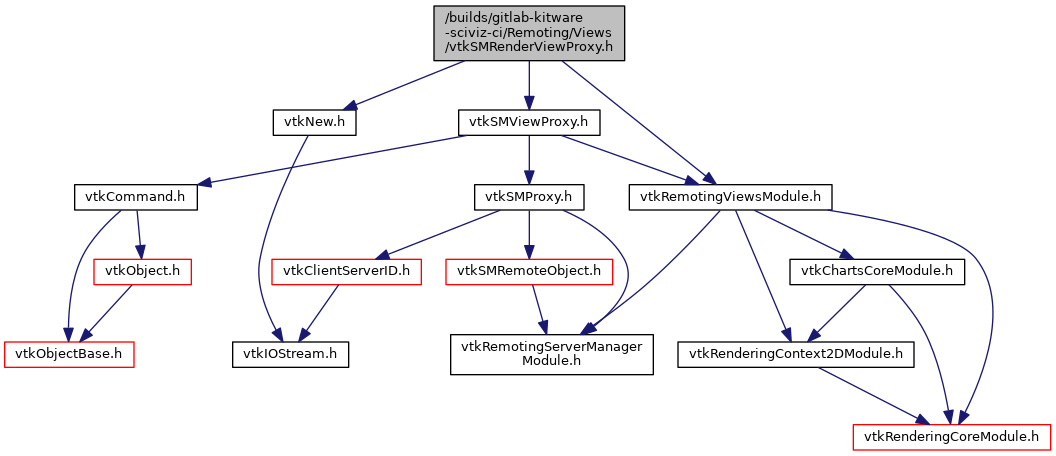 /builds/gitlab-kitware
-sciviz-ci/Remoting/Views
/vtkSMRenderViewProxy.h
vtkNew.h
vtkSMViewProxy.h
vtkCommand.h
vtkSMProxy.h
vtkRemotingViewsModule.h
vtkObject.h
vtkClientServerID.h
vtkSMRemoteObject.h
vtkChartsCoreModule.h
vtkObjectBase.h
vtkIOStream.h
vtkRemotingServerManager
Module.h
vtkRenderingContext2DModule.h
vtkRenderingCoreModule.h